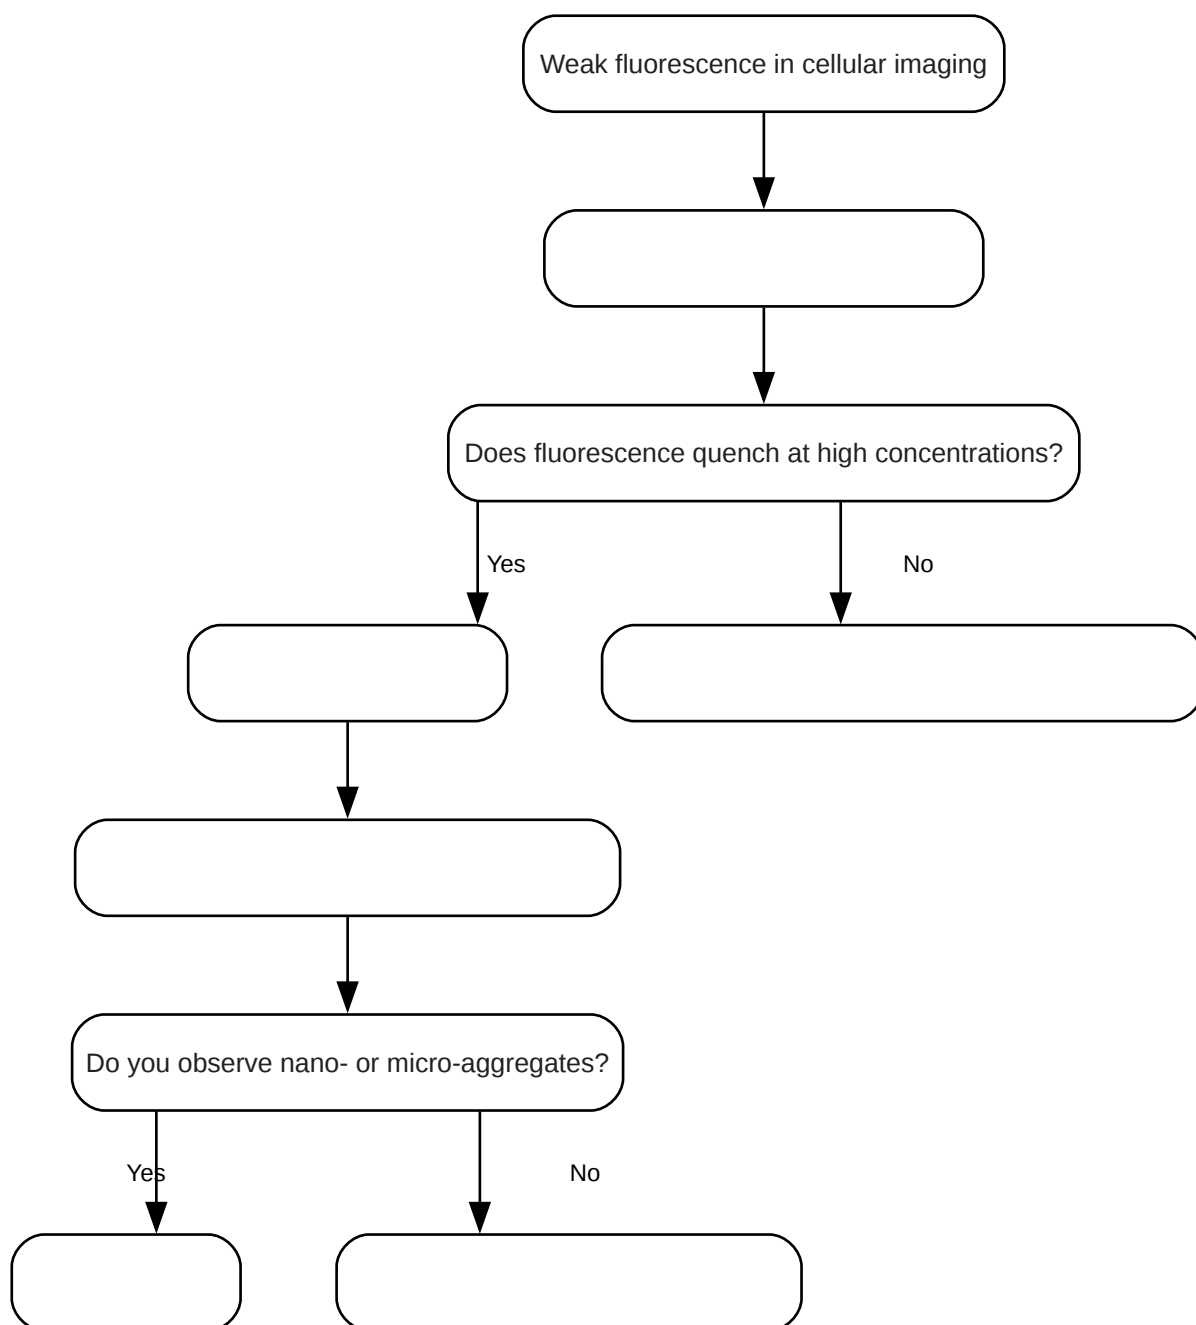 Weak fluorescence in cellular imaging
Does fluorescence quench at high concentrations?
Yes
No
Do you observe nano- or micro-aggregates?
Yes
No